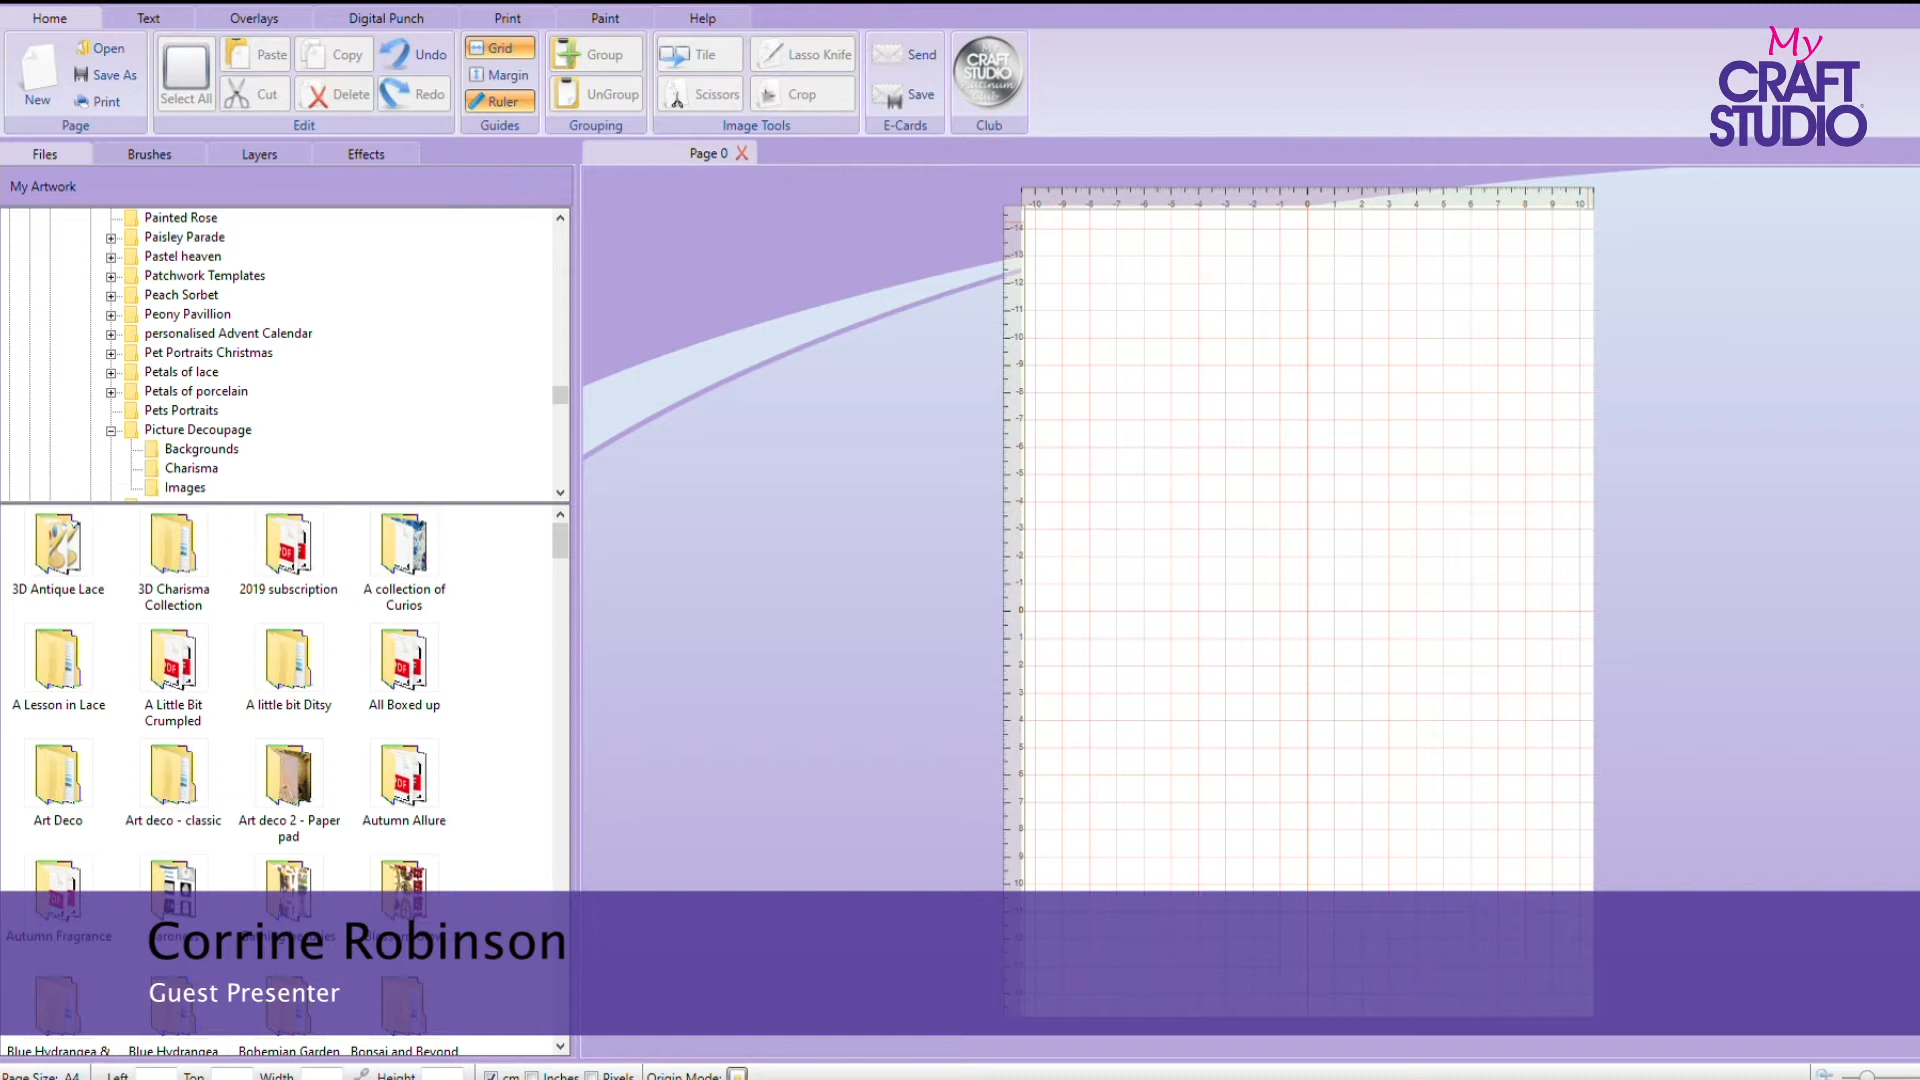 Home Text Overlays Digital Punch Print Paint Help
New Open Save As Print Page
Select All Paste Copy Undo Cut Delete Redo Edit
Grid Margin Ruler Guides
Group UnGroup Grouping
Tile Lasso Knife Scissors Crop Image Tools
Send Save E-Cards
CRAFT STUDIO Club
My
CRAFT
STUDIO
Files Brushes Layers Effects
Page 0
My Artwork
Painted Rose
Paisley Parade
Pastel heaven
Patchwork Templates
Peach Sorbet
Peony Pavillion
personalised Advent Calendar
Pet Portraits Christmas
Petals of lace
Petals of porcelain
Pets Portraits
Picture Decoupage
Backgrounds
Charisma
Images
3D Antique Lace 3D Charisma Collection 2019 subscription A collection of Curios
A Lesson in Lace A Little Bit Crumpled A little bit Ditsy All Boxed up
Art Deco Art deco - classic Art deco 2 - Paper pad Autumn Allure
Autumn Fragrance
Corrine Robinson
Guest Presenter
Blue Hydrangea & Blue Hydrangea Bohemian Garden Bonsai and Beyond
Page Size: A4 Left Top Width Height cm Inches Pixels Origin Mode: